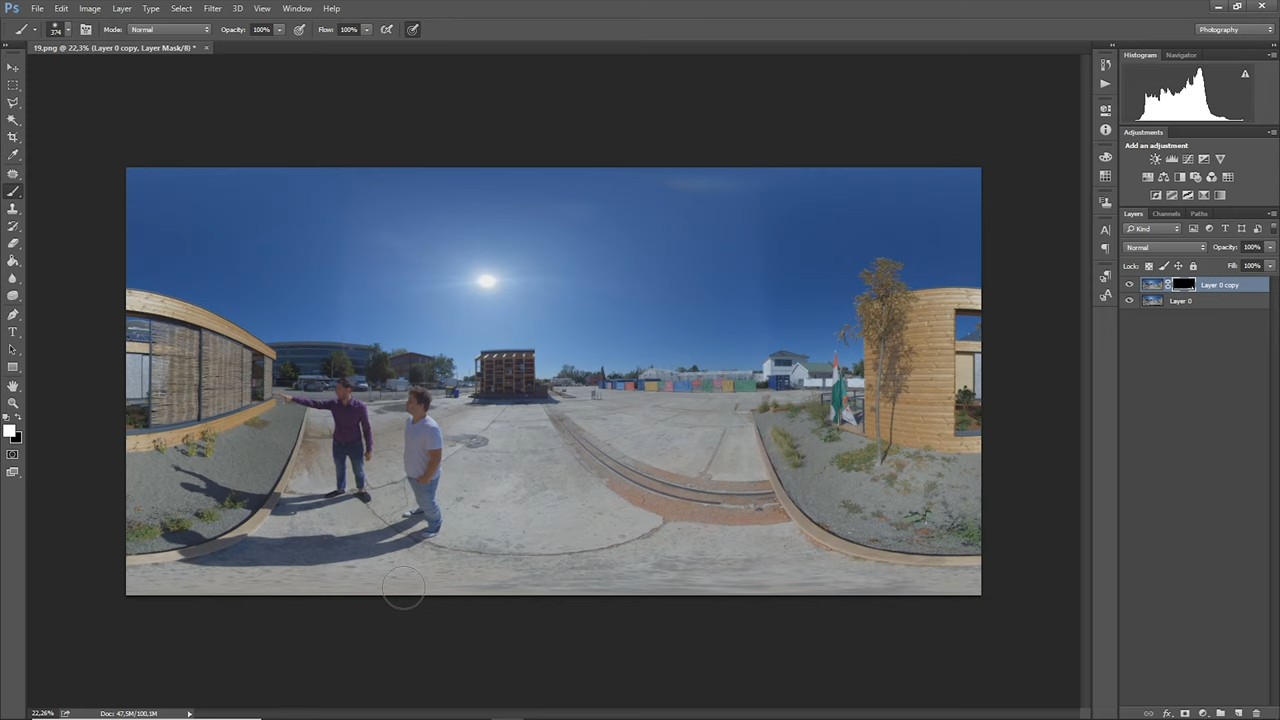 Ps File Edit Image Layer Type Select Filter 3D View Window Help
374 Mode: Normal Opacity: 100% Flow: 100% Photography
19.png @ 22,3% (Layer 0 copy, Layer Mask/8) * ×
Histogram Navigator
Adjustments
Add an adjustment
Layers Channels Paths
Kind T
Normal Opacity: 100%
Lock: Fill: 100%
Layer 0 copy
Layer 0
22,26% Doc: 47,5M/100,1M
fx